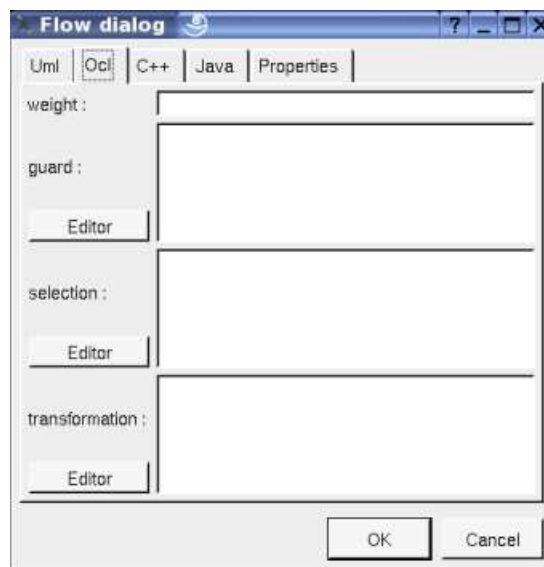 Flow dialog
Uml Ocl C++ Java Properties
weight :
guard :
Editor
selection :
Editor
transformation :
Editor
OK Cancel